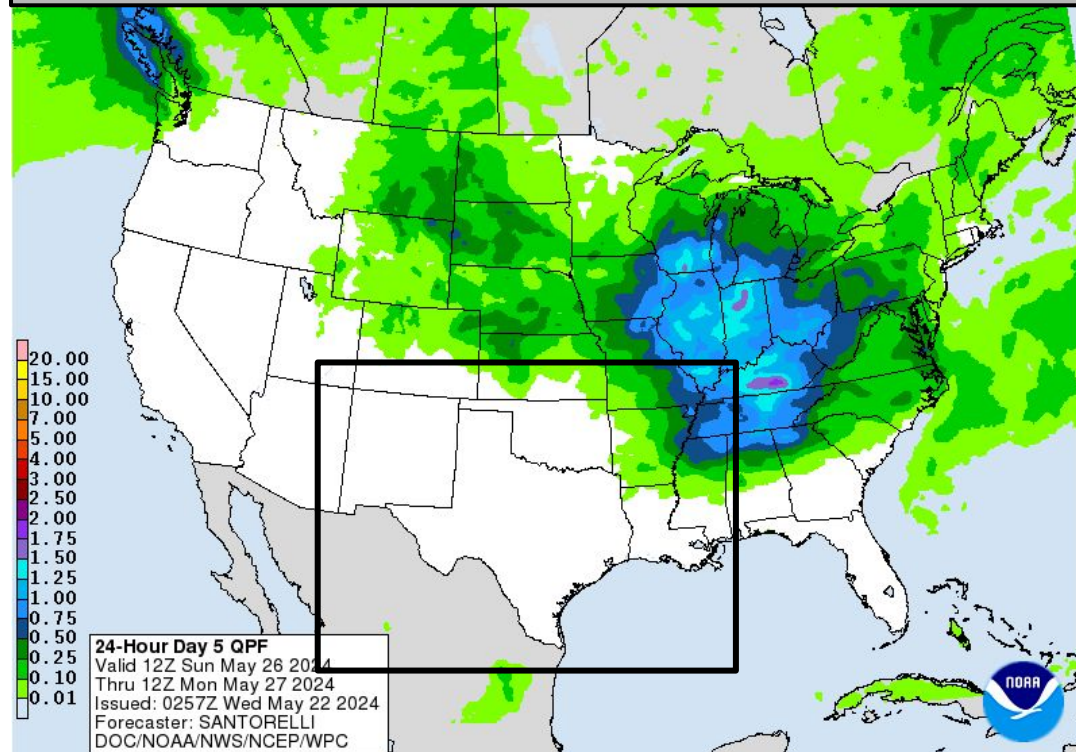 20.00
15.00
10.00
7.00
5.00
4.00
3.00
2.50
2.00
1.75
1.50
1.25
1.00
0.75
0.50
0.25
0.10
0.01
24-Hour Day 5 QPF
Valid 12Z Sun May 26 2024
Thru 12Z Mon May 27 2024
Issued: 0257Z Wed May 22 2024
Forecaster: SANTORELLI
DOC/NOAA/NWS/NCEP/WPC
NOAA